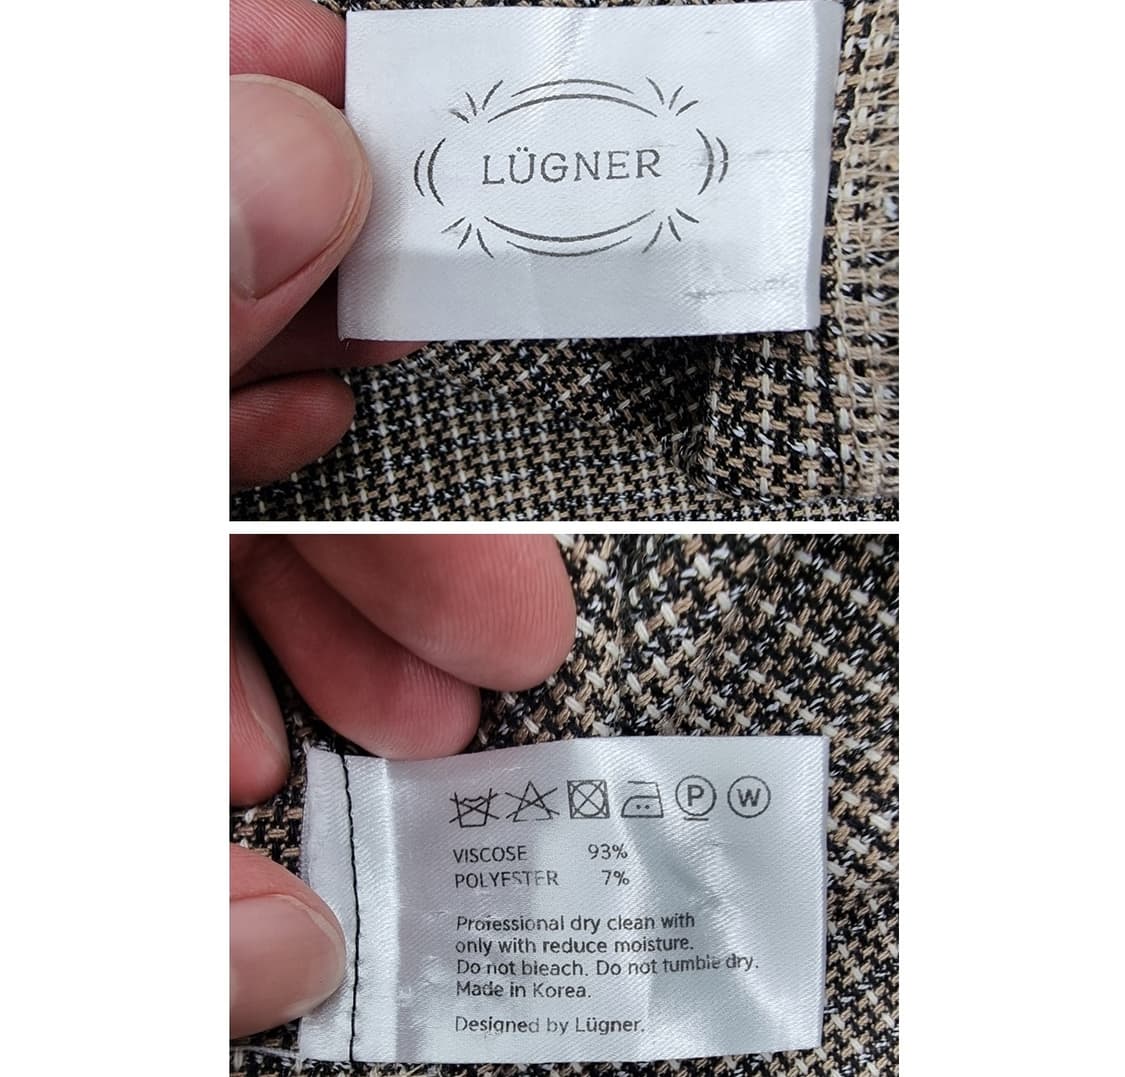 LÜGNER
P W
VISCOSE 93%
POLYESTER 7%
Professional dry clean with
only with reduce moisture.
Do not bleach. Do not tumble dry.
Made in Korea.
Designed by Lügner.